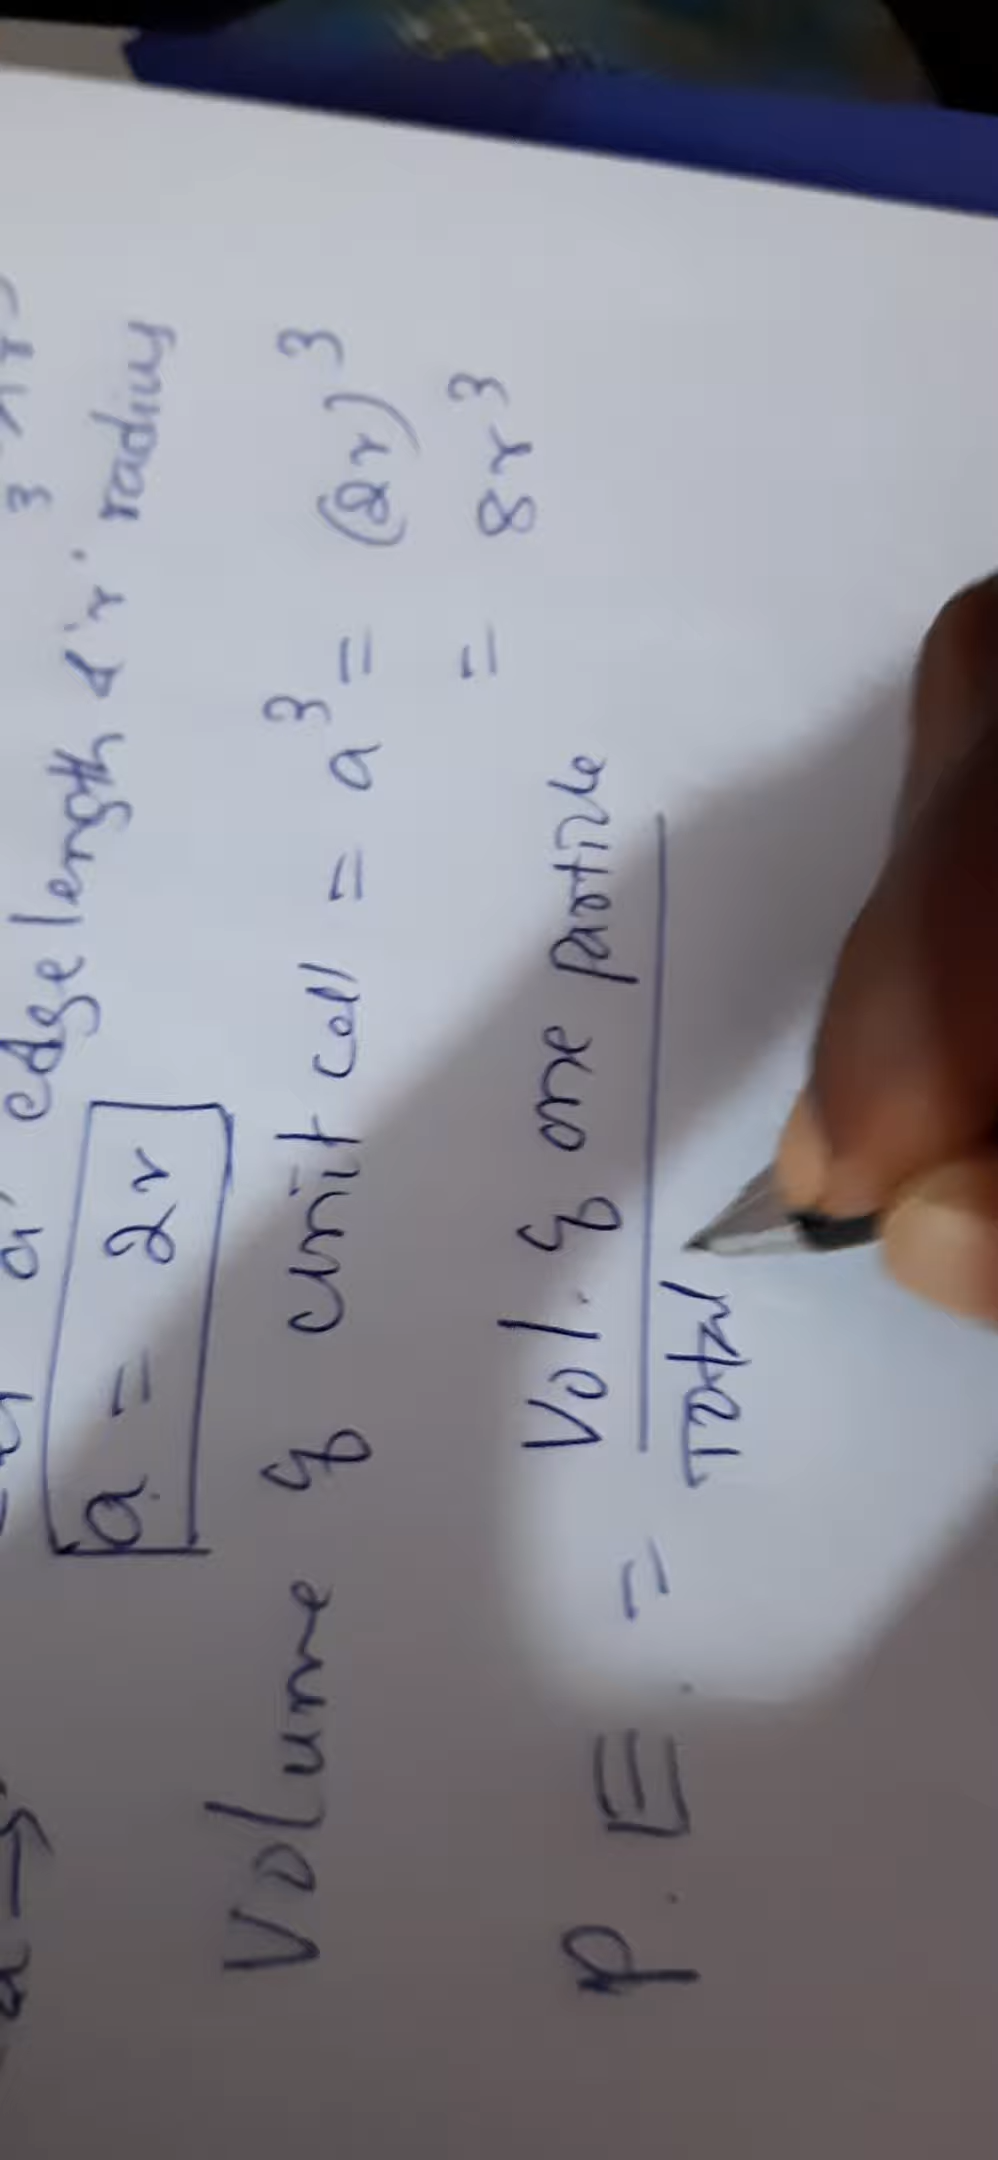 edge length & 'r' radius
a = 2r
Volume of unit cell = a³ = (2r)³
= 8r³
P.E. = Vol. of one particle
Total